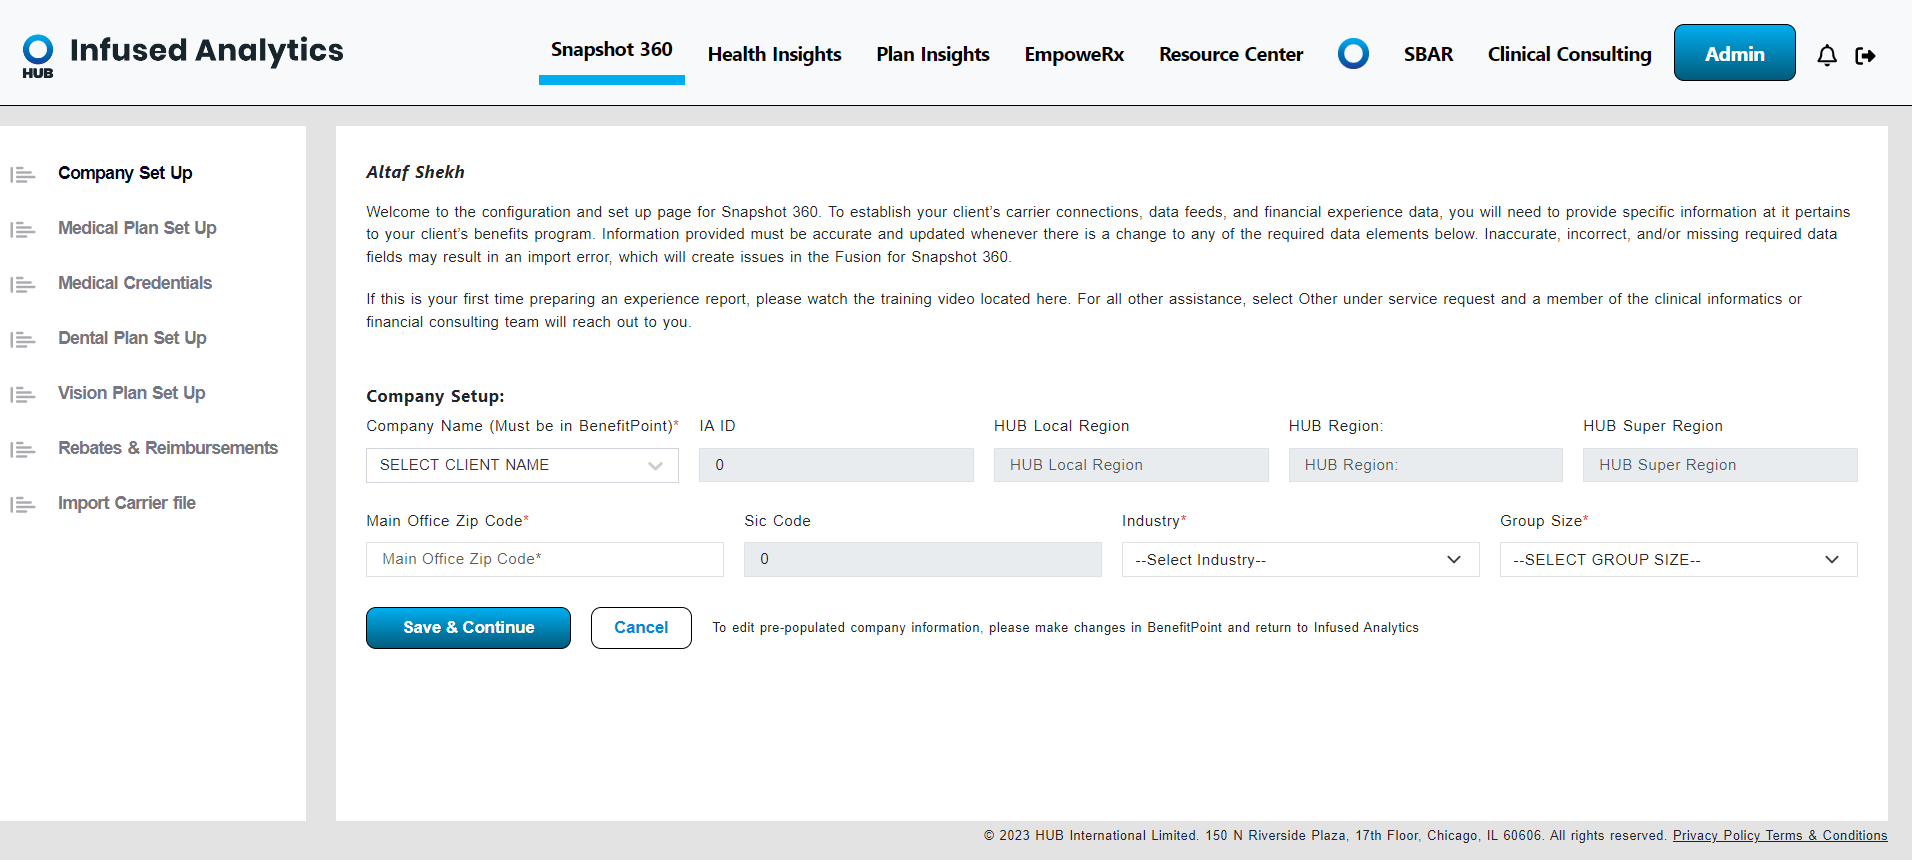 HUB
Infused Analytics
Snapshot 360
Health Insights
Plan Insights
EmpoweRx
Resource Center
SBAR
Clinical Consulting
Admin
Company Set Up
Medical Plan Set Up
Medical Credentials
Dental Plan Set Up
Vision Plan Set Up
Rebates & Reimbursements
Import Carrier file
Altaf Shekh
Welcome to the configuration and set up page for Snapshot 360. To establish your client’s carrier connections, data feeds, and financial experience data, you will need to provide specific information at it pertains
to your client’s benefits program. Information provided must be accurate and updated whenever there is a change to any of the required data elements below. Inaccurate, incorrect, and/or missing required data
fields may result in an import error, which will create issues in the Fusion for Snapshot 360.
If this is your first time preparing an experience report, please watch the training video located here. For all other assistance, select Other under service request and a member of the clinical informatics or
financial consulting team will reach out to you.
Company Setup:
Company Name (Must be in BenefitPoint)*
IA ID
HUB Local Region
HUB Region:
HUB Super Region
SELECT CLIENT NAME
0
HUB Local Region
HUB Region:
HUB Super Region
Main Office Zip Code*
Sic Code
Industry*
Group Size*
Main Office Zip Code*
0
--Select Industry--
--SELECT GROUP SIZE--
Save & Continue
Cancel
To edit pre-populated company information, please make changes in BenefitPoint and return to Infused Analytics
© 2023 HUB International Limited. 150 N Riverside Plaza, 17th Floor, Chicago, IL 60606. All rights reserved. Privacy Policy Terms & Conditions